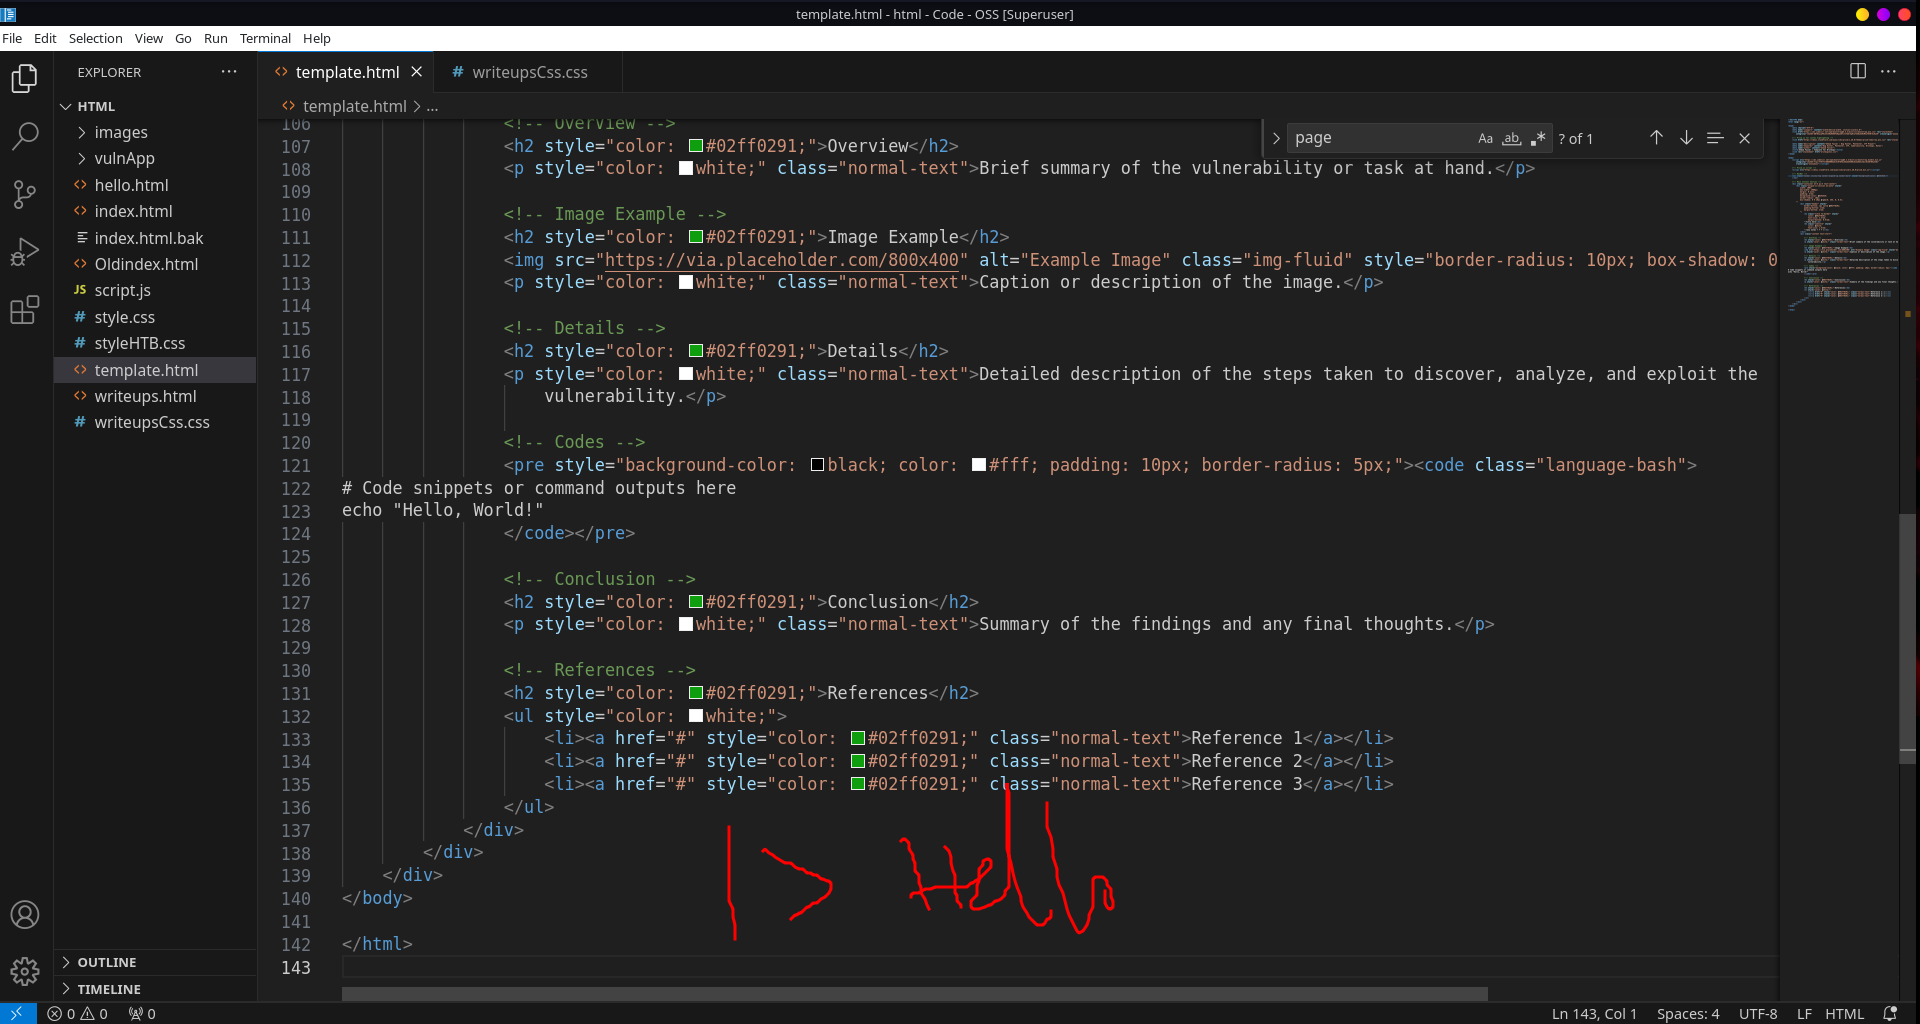 template.html - html - Code - OSS [Superuser]
File Edit Selection View Go Run Terminal Help
EXPLORER ...
template.html
writeupsCss.css
HTML
images
vulnApp
hello.html
index.html
index.html.bak
Oldindex.html
JS script.js
# style.css
# styleHTB.css
template.html
writeups.html
# writeupsCss.css
OUTLINE
TIMELINE
template.html > ...
page Aa ab .* ? of 1
106 <!-- Overview -->
107 <h2 style="color: #02ff0291;">Overview</h2>
108 <p style="color: white;" class="normal-text">Brief summary of the vulnerability or task at hand.</p>
109
110 <!-- Image Example -->
111 <h2 style="color: #02ff0291;">Image Example</h2>
112 <img src="https://via.placeholder.com/800x400" alt="Example Image" class="img-fluid" style="border-radius: 10px; box-shadow: 0
113 <p style="color: white;" class="normal-text">Caption or description of the image.</p>
114
115 <!-- Details -->
116 <h2 style="color: #02ff0291;">Details</h2>
117 <p style="color: white;" class="normal-text">Detailed description of the steps taken to discover, analyze, and exploit the
118 vulnerability.</p>
119
120 <!-- Codes -->
121 <pre style="background-color: black; color: #fff; padding: 10px; border-radius: 5px;"><code class="language-bash">
122 # Code snippets or command outputs here
123 echo "Hello, World!"
124 </code></pre>
125
126 <!-- Conclusion -->
127 <h2 style="color: #02ff0291;">Conclusion</h2>
128 <p style="color: white;" class="normal-text">Summary of the findings and any final thoughts.</p>
129
130 <!-- References -->
131 <h2 style="color: #02ff0291;">References</h2>
132 <ul style="color: white;">
133 <li><a href="#" style="color: #02ff0291;" class="normal-text">Reference 1</a></li>
134 <li><a href="#" style="color: #02ff0291;" class="normal-text">Reference 2</a></li>
135 <li><a href="#" style="color: #02ff0291;" class="normal-text">Reference 3</a></li>
136 </ul>
137 </div>
138 </div>
139 </div>
140 </body>
141
142 </html>
143
|> Hello
0 0 0
Ln 143, Col 1 Spaces: 4 UTF-8 LF HTML